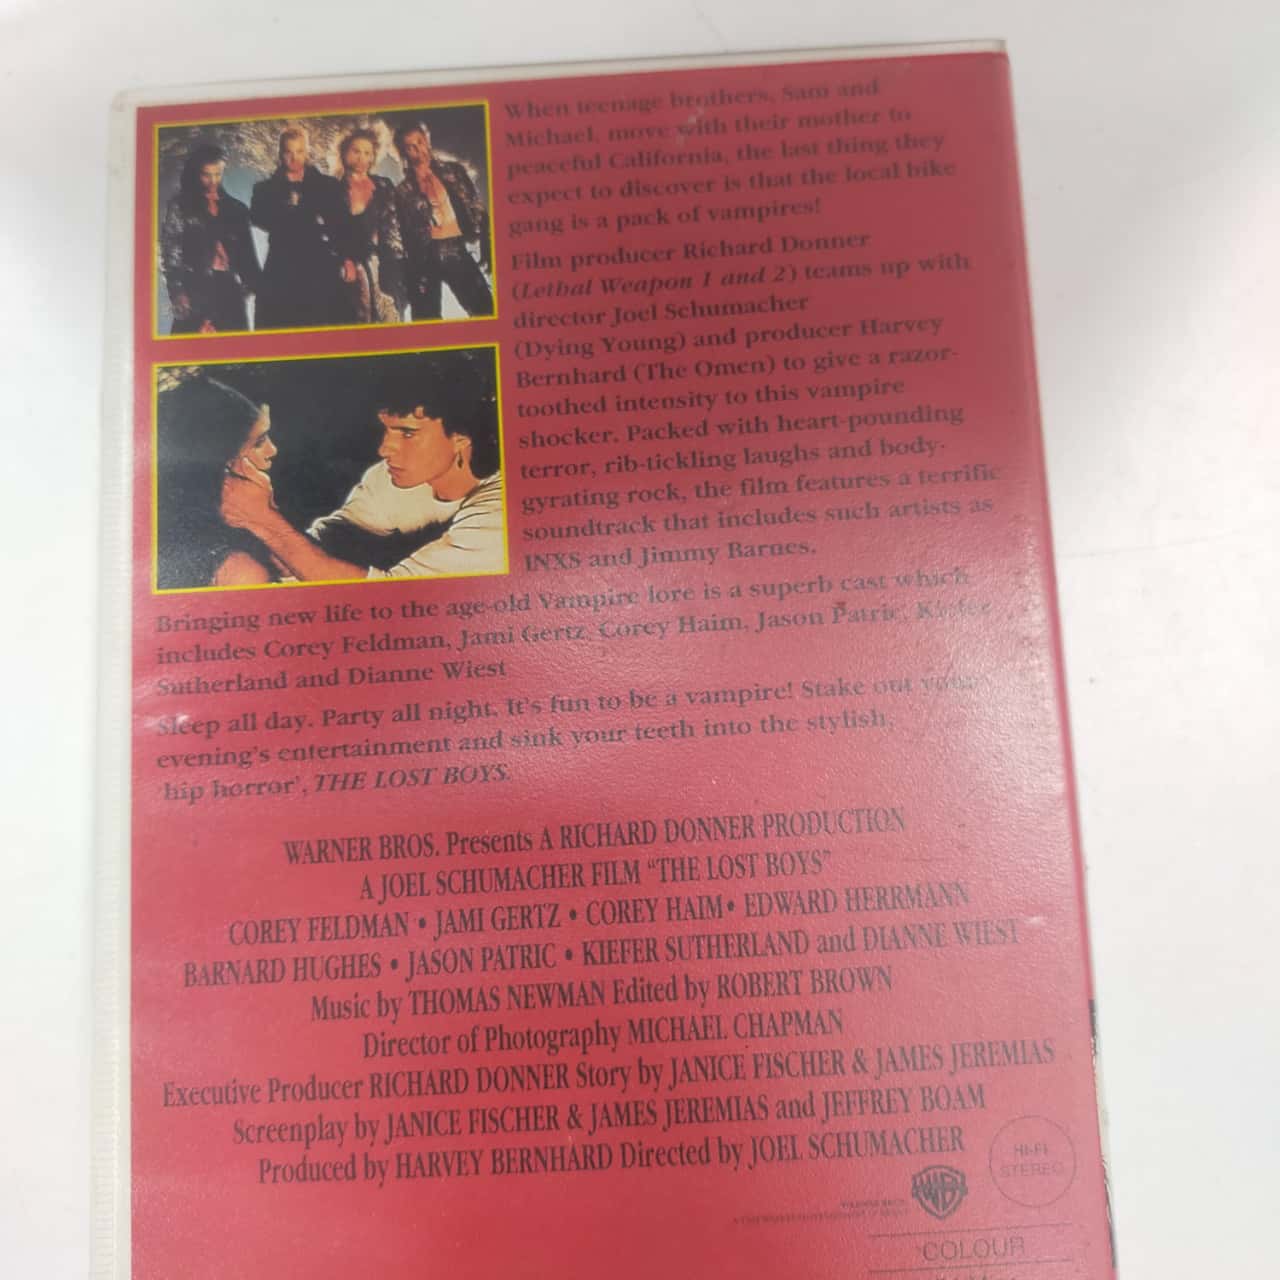 When teenage brothers, Sam and
Michael, move with their mother to
peaceful California, the last thing they
expect to discover is that the local bike
gang is a pack of vampires!
Film producer Richard Donner
(Lethal Weapon 1 and 2) teams up with
director Joel Schumacher
(Dying Young) and producer Harvey
Bernhard (The Omen) to give a razor-
toothed intensity to this vampire
shocker. Packed with heart-pounding
terror, rib-tickling laughs and body-
gyrating rock, the film features a terrific
soundtrack that includes such artists as
INXS and Jimmy Barnes.
Bringing new life to the age-old Vampire lore is a superb cast which
includes Corey Feldman, Jami Gertz, Corey Haim, Jason Patric, Kiefer
Sutherland and Dianne Wiest
Sleep all day. Party all night. It's fun to be a vampire! Stake out your
evening's entertainment and sink your teeth into the stylish,
'hip horror', THE LOST BOYS.
WARNER BROS. Presents A RICHARD DONNER PRODUCTION
A JOEL SCHUMACHER FILM "THE LOST BOYS"
COREY FELDMAN • JAMI GERTZ • COREY HAIM • EDWARD HERRMANN
BARNARD HUGHES • JASON PATRIC • KIEFER SUTHERLAND and DIANNE WIEST
Music by THOMAS NEWMAN Edited by ROBERT BROWN
Director of Photography MICHAEL CHAPMAN
Executive Producer RICHARD DONNER Story by JANICE FISCHER & JAMES JEREMIAS
Screenplay by JANICE FISCHER & JAMES JEREMIAS and JEFFREY BOAM
Produced by HARVEY BERNHARD Directed by JOEL SCHUMACHER
HI-FI
STEREO
WB
COLOUR